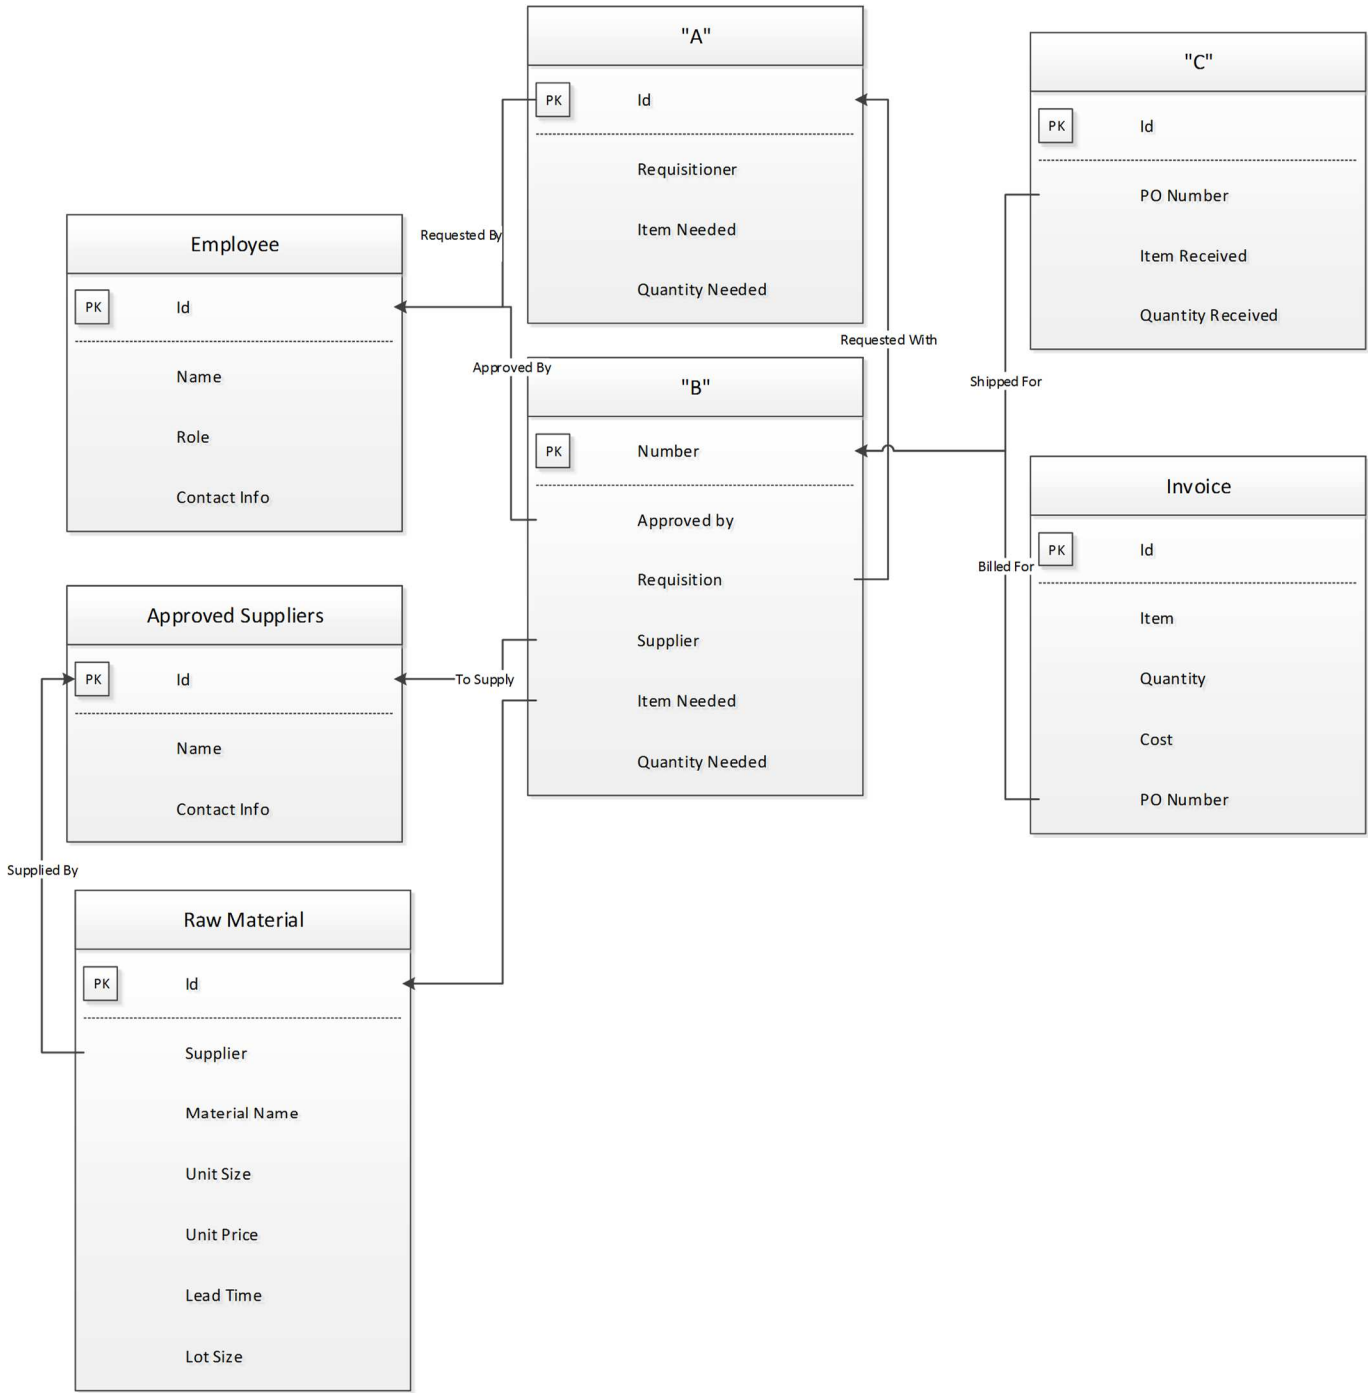 "A"
PK Id
Requisitioner
Item Needed
Quantity Needed
"C"
PK Id
PO Number
Item Received
Quantity Received
Requested By
Employee
PK Id
Name
Role
Contact Info
Requested With
Approved By
Shipped For
"B"
PK Number
Approved by
Requisition
Supplier
Item Needed
Quantity Needed
Invoice
PK Id
Item
Quantity
Cost
PO Number
Billed For
Approved Suppliers
PK Id
Name
Contact Info
To Supply
Supplied By
Raw Material
PK Id
Supplier
Material Name
Unit Size
Unit Price
Lead Time
Lot Size